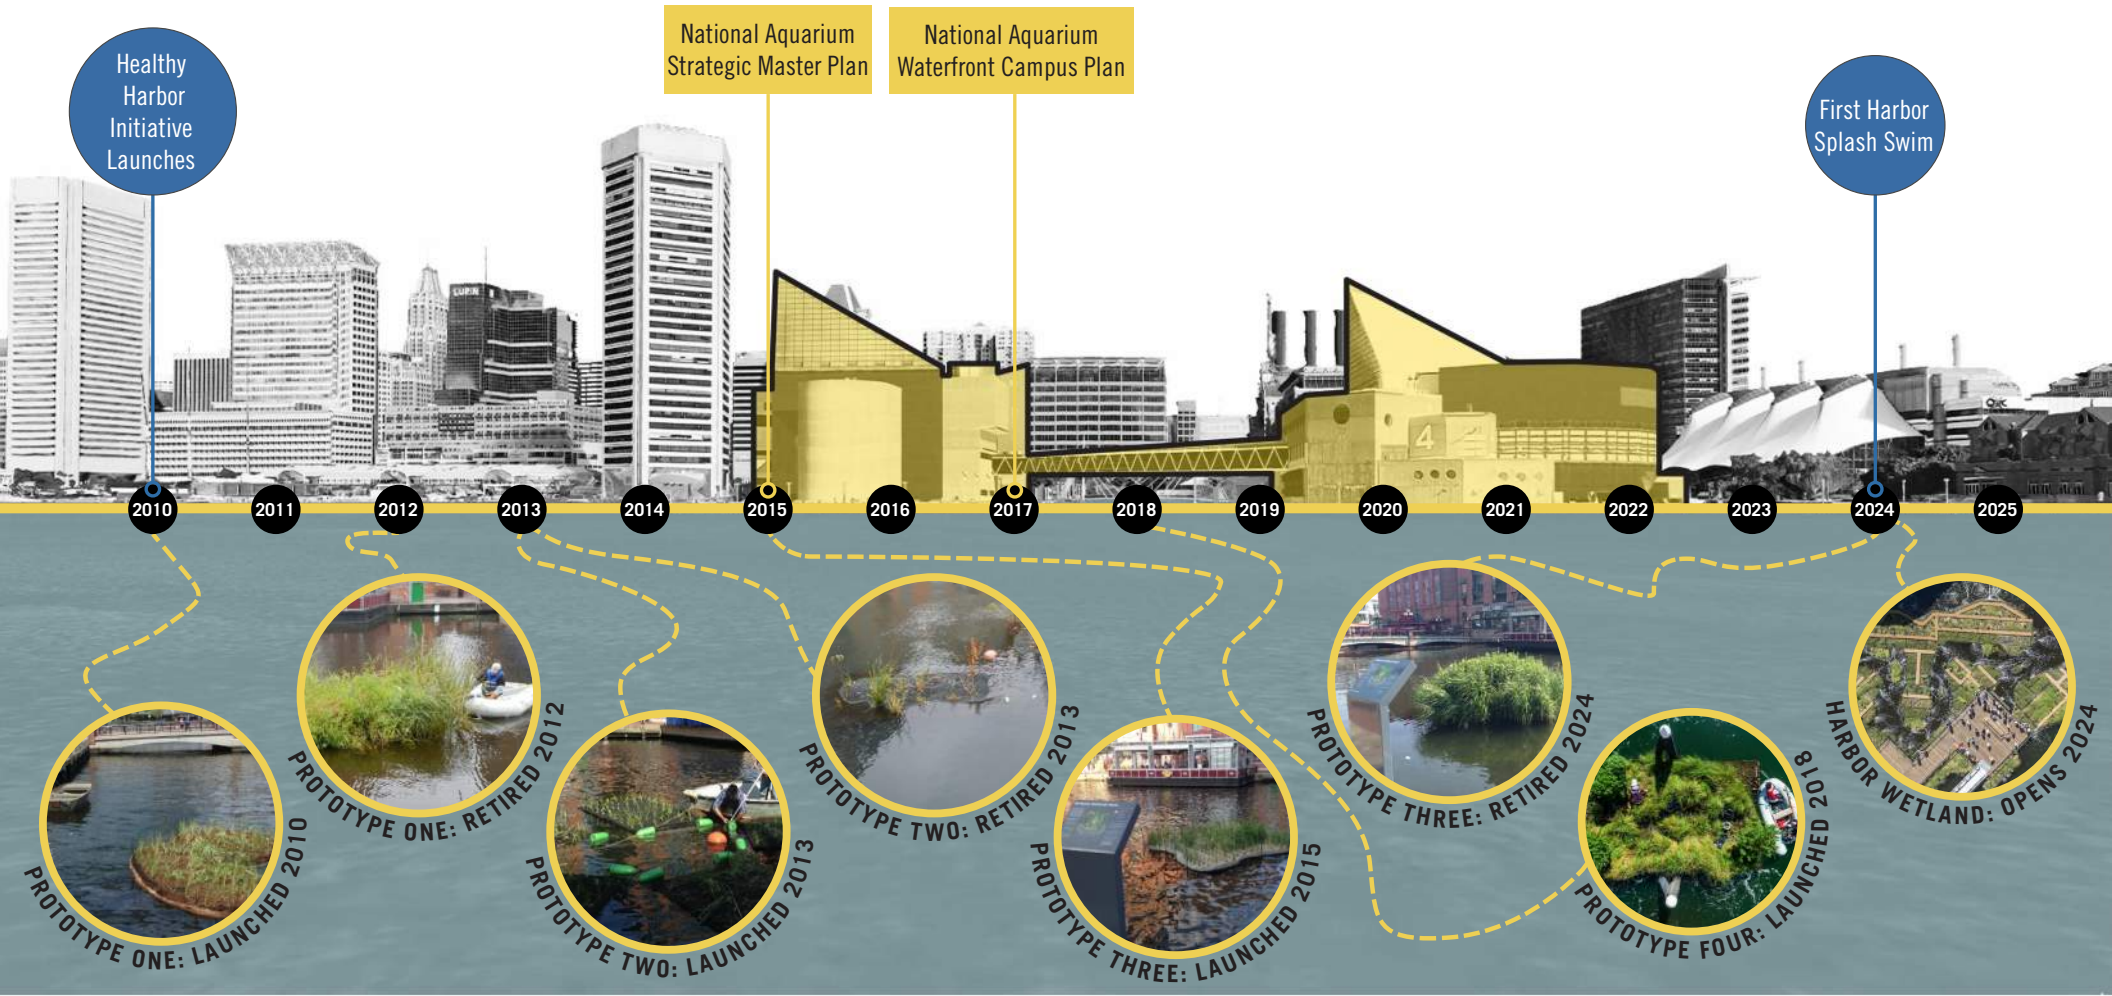 Healthy
Harbor
Initiative
Launches
National Aquarium
Strategic Master Plan
National Aquarium
Waterfront Campus Plan
First Harbor
Splash Swim
LUPIN
4
2010
2011
2012
2013
2014
2015
2016
2017
2018
2019
2020
2021
2022
2023
2024
2025
PROTOTYPE ONE: LAUNCHED 2010
PROTOTYPE ONE: RETIRED 2012
PROTOTYPE TWO: LAUNCHED 2013
PROTOTYPE TWO: RETIRED 2013
PROTOTYPE THREE: LAUNCHED 2015
PROTOTYPE THREE: RETIRED 2024
PROTOTYPE FOUR: LAUNCHED 2018
HARBOR WETLAND: OPENS 2024